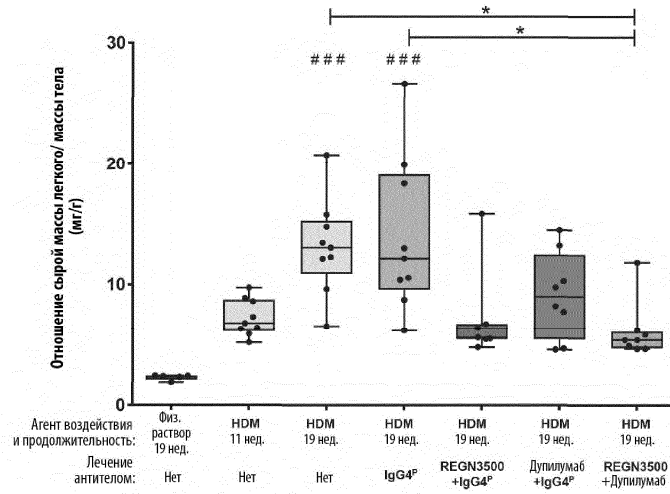 *
*
# # #
# # #
Отношение сырой массы легкого/ массы тела
(мг/г)
30
20
10
0
Агент воздействия
и продолжительность:
Физ.
раствор
19 нед.
HDM
11 нед.
HDM
19 нед.
HDM
19 нед.
HDM
19 нед.
HDM
19 нед.
HDM
19 нед.
Лечение
антителом:
Нет
Нет
Нет
IgG4ᴾ
REGN3500
+IgG4ᴾ
Дупилумаб
+IgG4ᴾ
REGN3500
+Дупилумаб